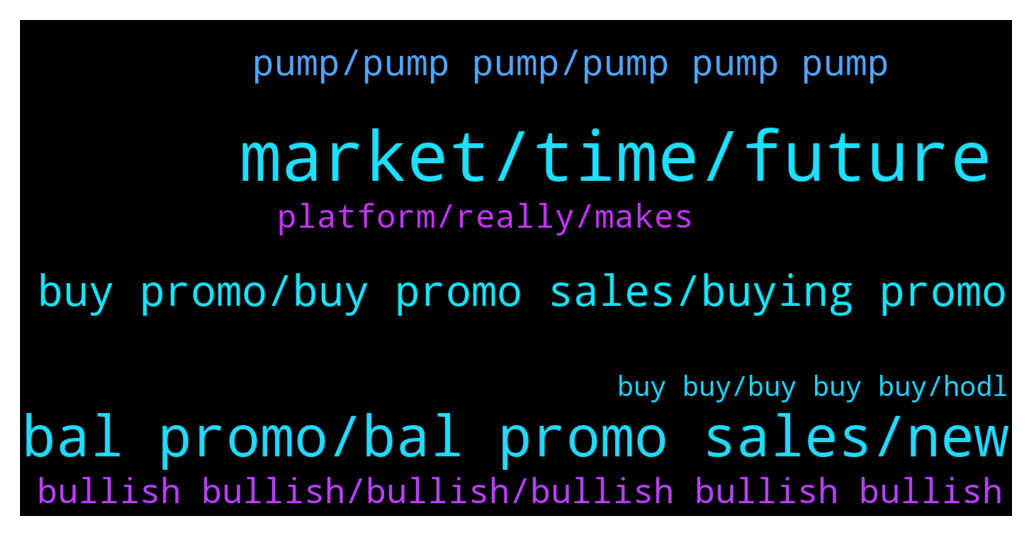 pump/pump pump/pump pump pump
market/time/future
platform/really/makes
buy promo/buy promo sales/buying promo
buy buy/buy buy buy/hodl
bal promo/bal promo sales/new
bullish bullish/bullish/bullish bullish bullish